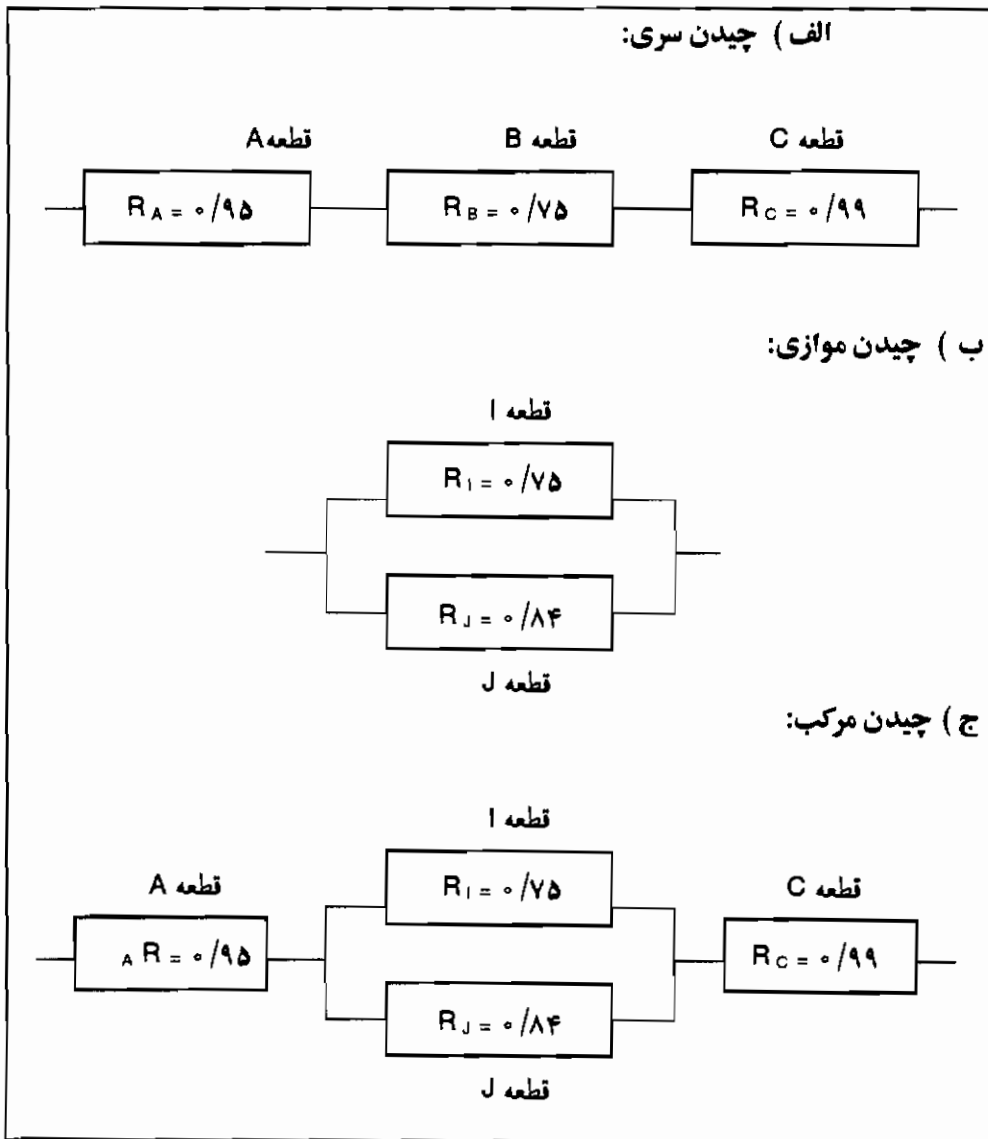 الف ) چیدن سری:
قطعه A
قطعه B
قطعه C
R A = ۰/۹۵
R B = ۰/۷۵
R C = ۰/۹۹
ب ) چیدن موازی:
قطعه I
R I = ۰/۷۵
R J = ۰/۸۴
قطعه J
ج ) چیدن مرکب:
قطعه I
R I = ۰/۷۵
قطعه A
قطعه C
A R = ۰/۹۵
R C = ۰/۹۹
R J = ۰/۸۴
قطعه J